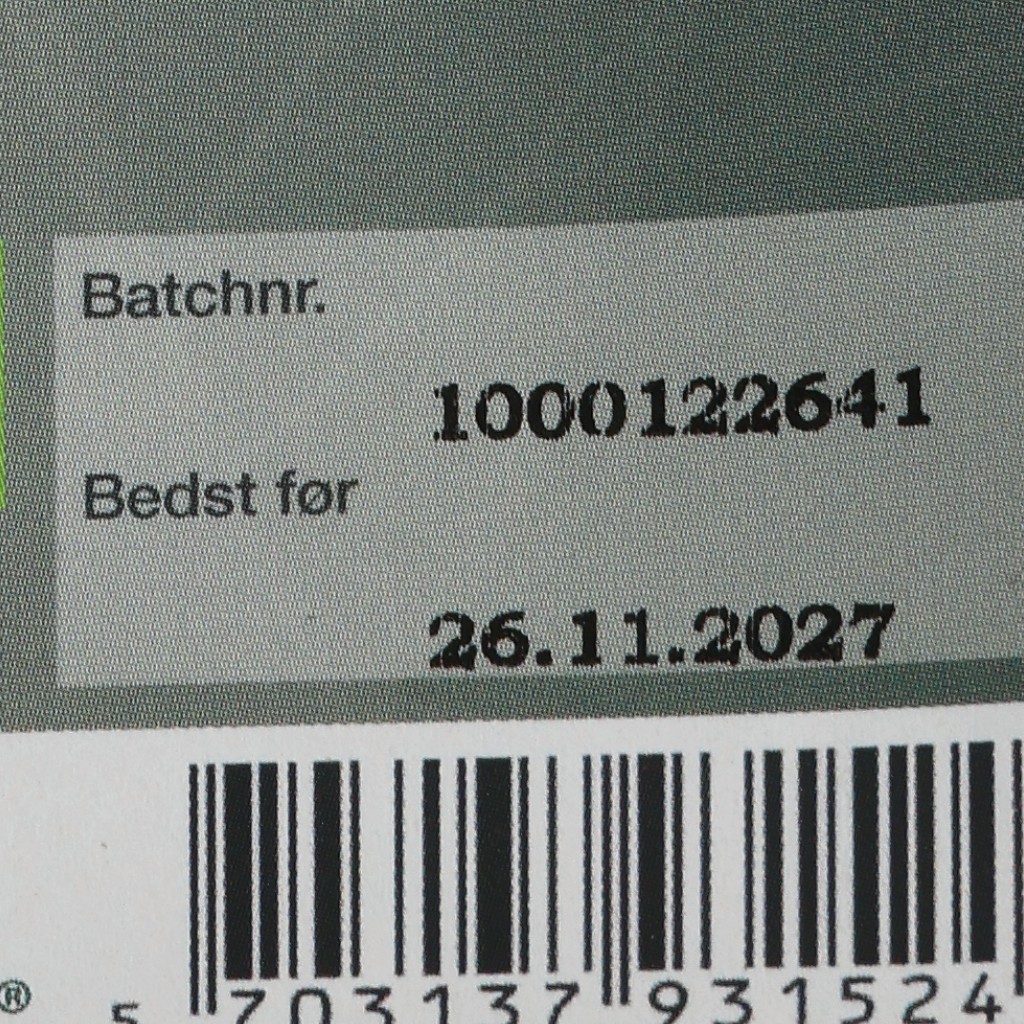 Batchnr.
1000122641
Bedst før
26.11.2027
® 5 703137 931524